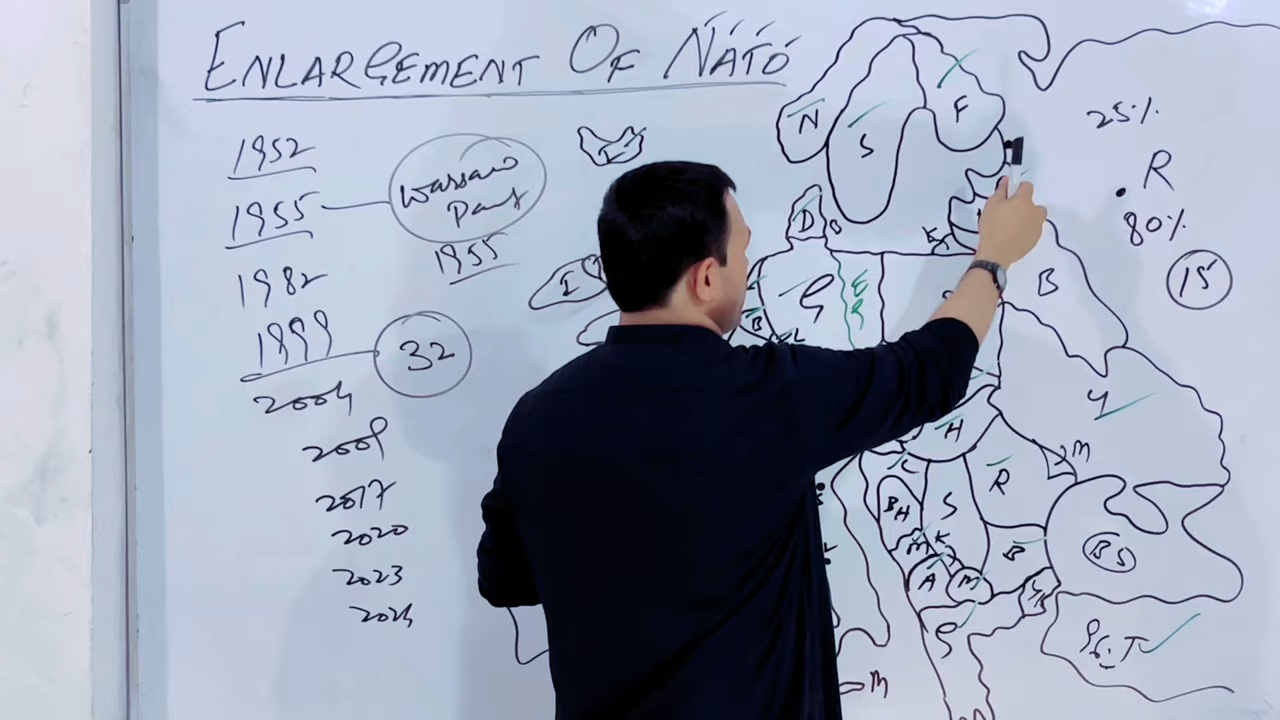 ENLARGEMENT OF NATO
1952
1955
Warsaw
Pact
1955
1982
1999
32
2004
2009
2017
2020
2023
2024
N
S
F
25%
R
80%
15
D
I
G
EG
B
L
K
B
Y
H
M
C
R
BH
S
M
K
B
A
M
G
BS
M